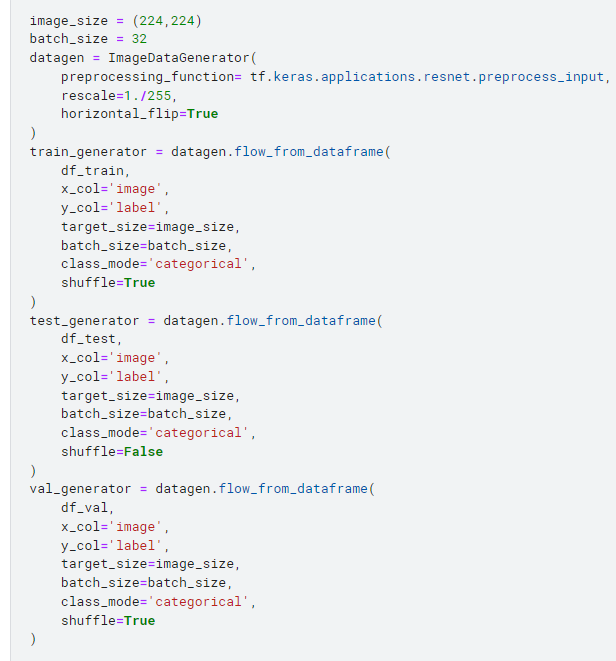 image_size = (224,224)
batch_size = 32
datagen = ImageDataGenerator(
    preprocessing_function= tf.keras.applications.resnet.preprocess_input,
    rescale=1./255,
    horizontal_flip=True
)
train_generator = datagen.flow_from_dataframe(
    df_train,
    x_col='image',
    y_col='label',
    target_size=image_size,
    batch_size=batch_size,
    class_mode='categorical',
    shuffle=True
)
test_generator = datagen.flow_from_dataframe(
    df_test,
    x_col='image',
    y_col='label',
    target_size=image_size,
    batch_size=batch_size,
    class_mode='categorical',
    shuffle=False
)
val_generator = datagen.flow_from_dataframe(
    df_val,
    x_col='image',
    y_col='label',
    target_size=image_size,
    batch_size=batch_size,
    class_mode='categorical',
    shuffle=True
)